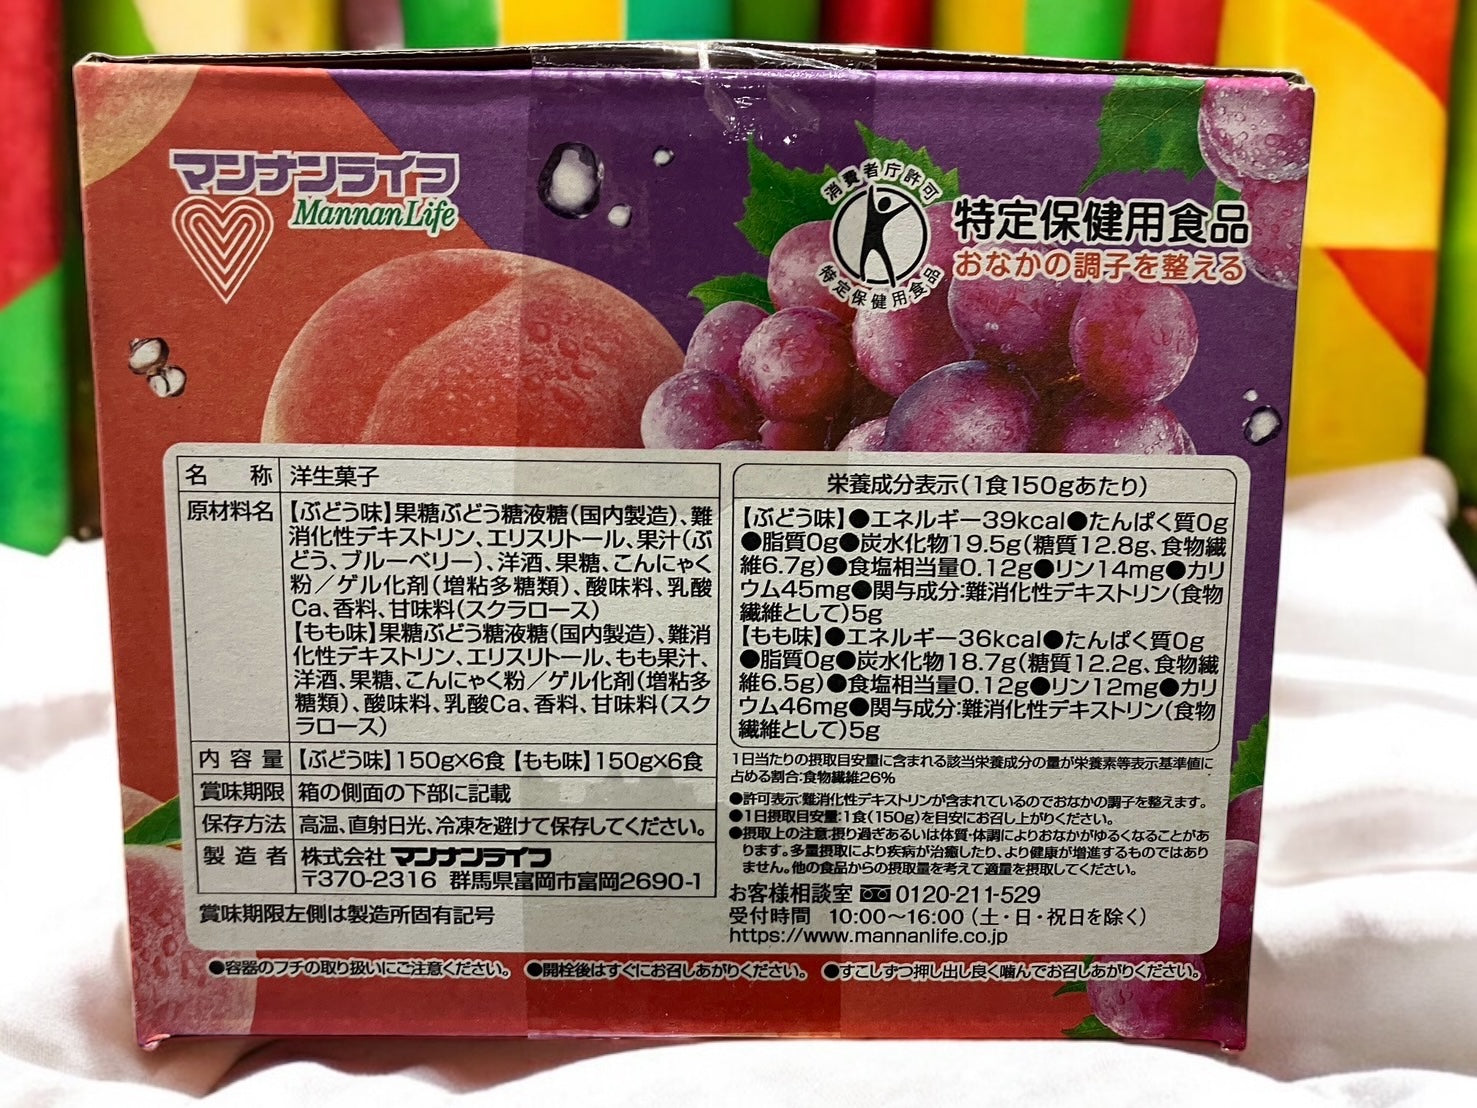 マンナンライフ
MannanLife
消費者庁許可
特定保健用食品
特定保健用食品
おなかの調子を整える
名 称 洋生菓子
原材料名 【ぶどう味】果糖ぶどう糖液糖(国内製造)、難
消化性デキストリン、エリスリトール、果汁(ぶ
どう、ブルーベリー)、洋酒、果糖、こんにゃく
粉／ゲル化剤(増粘多糖類)、酸味料、乳酸
Ca、香料、甘味料(スクラロース)
【もも味】果糖ぶどう糖液糖(国内製造)、難消
化性デキストリン、エリスリトール、もも果汁、
洋酒、果糖、こんにゃく粉／ゲル化剤(増粘多
糖類)、酸味料、乳酸Ca、香料、甘味料(スク
ラロース)
内容量 【ぶどう味】150g×6食 【もも味】150g×6食
賞味期限 箱の側面の下部に記載
保存方法 高温、直射日光、冷凍を避けて保存してください。
製造者 株式会社 マンナンライフ
〒370-2316 群馬県富岡市富岡2690-1
賞味期限左側は製造所固有記号
栄養成分表示(1食150gあたり)
【ぶどう味】●エネルギー39kcal●たんぱく質0g
●脂質0g●炭水化物19.5g(糖質12.8g、食物繊
維6.7g)●食塩相当量0.12g●リン14mg●カリ
ウム45mg●関与成分:難消化性デキストリン(食物
繊維として)5g
【もも味】●エネルギー36kcal●たんぱく質0g
●脂質0g●炭水化物18.7g(糖質12.2g、食物繊
維6.5g)●食塩相当量0.12g●リン12mg●カリ
ウム46mg●関与成分:難消化性デキストリン(食物
繊維として)5g
1日当たりの摂取目安量に含まれる該当栄養成分の量が栄養素等表示基準値に
占める割合:食物繊維26%
●許可表示:難消化性デキストリンが含まれているのでおなかの調子を整えます。
●1日摂取目安量:1食(150g)を目安にお召し上がりください。
●摂取上の注意:摂り過ぎあるいは体質・体調によりおなかがゆるくなることがあ
ります。多量摂取により疾病が治癒したり、より健康が増進するものではあり
ません。他の食品からの摂取量を考えて適量を摂取してください。
お客様相談室 0120-211-529
受付時間 10:00〜16:00(土・日・祝日を除く)
https://www.mannanlife.co.jp
●容器のフチの取り扱いにご注意ください。 ●開栓後はすぐにお召しあがりください。 ●すこしずつ押し出し良く噛んでお召しあがりください。